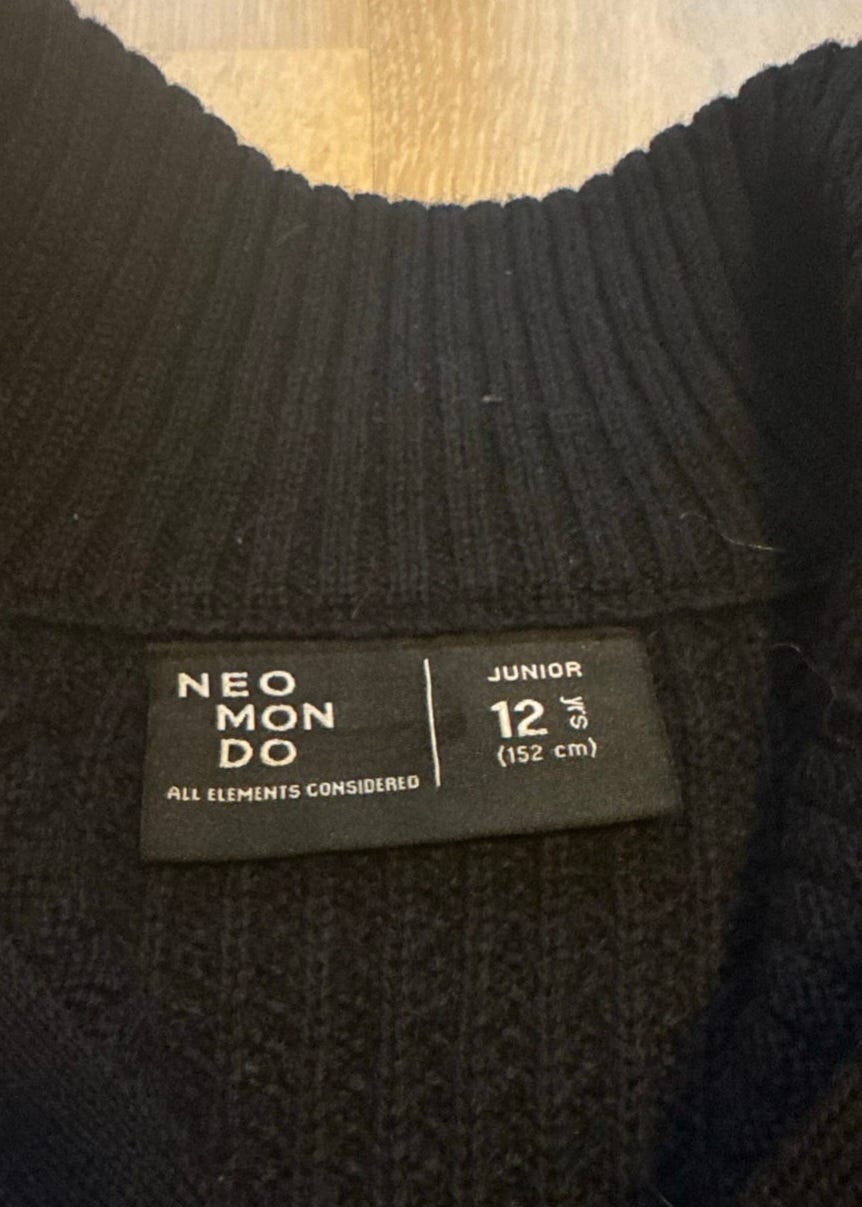 NEO
MON
DO
ALL ELEMENTS CONSIDERED
JUNIOR
12 yrs
(152 cm)